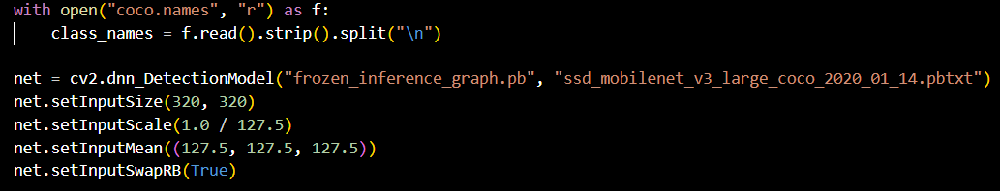 with open("coco.names", "r") as f:
    class_names = f.read().strip().split("\n")

net = cv2.dnn_DetectionModel("frozen_inference_graph.pb", "ssd_mobilenet_v3_large_coco_2020_01_14.pbtxt")
net.setInputSize(320, 320)
net.setInputScale(1.0 / 127.5)
net.setInputMean((127.5, 127.5, 127.5))
net.setInputSwapRB(True)